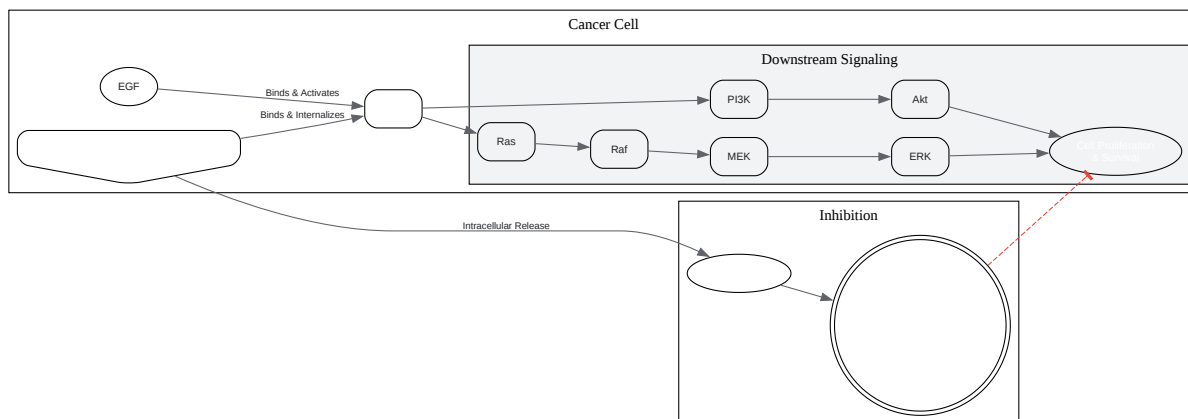 Cancer Cell
Downstream Signaling
EGF
Binds & Activates
Binds & Internalizes
PI3K
Akt
Ras
Raf
MEK
ERK
Cell Proliferation
& Survival
Intracellular Release
Inhibition